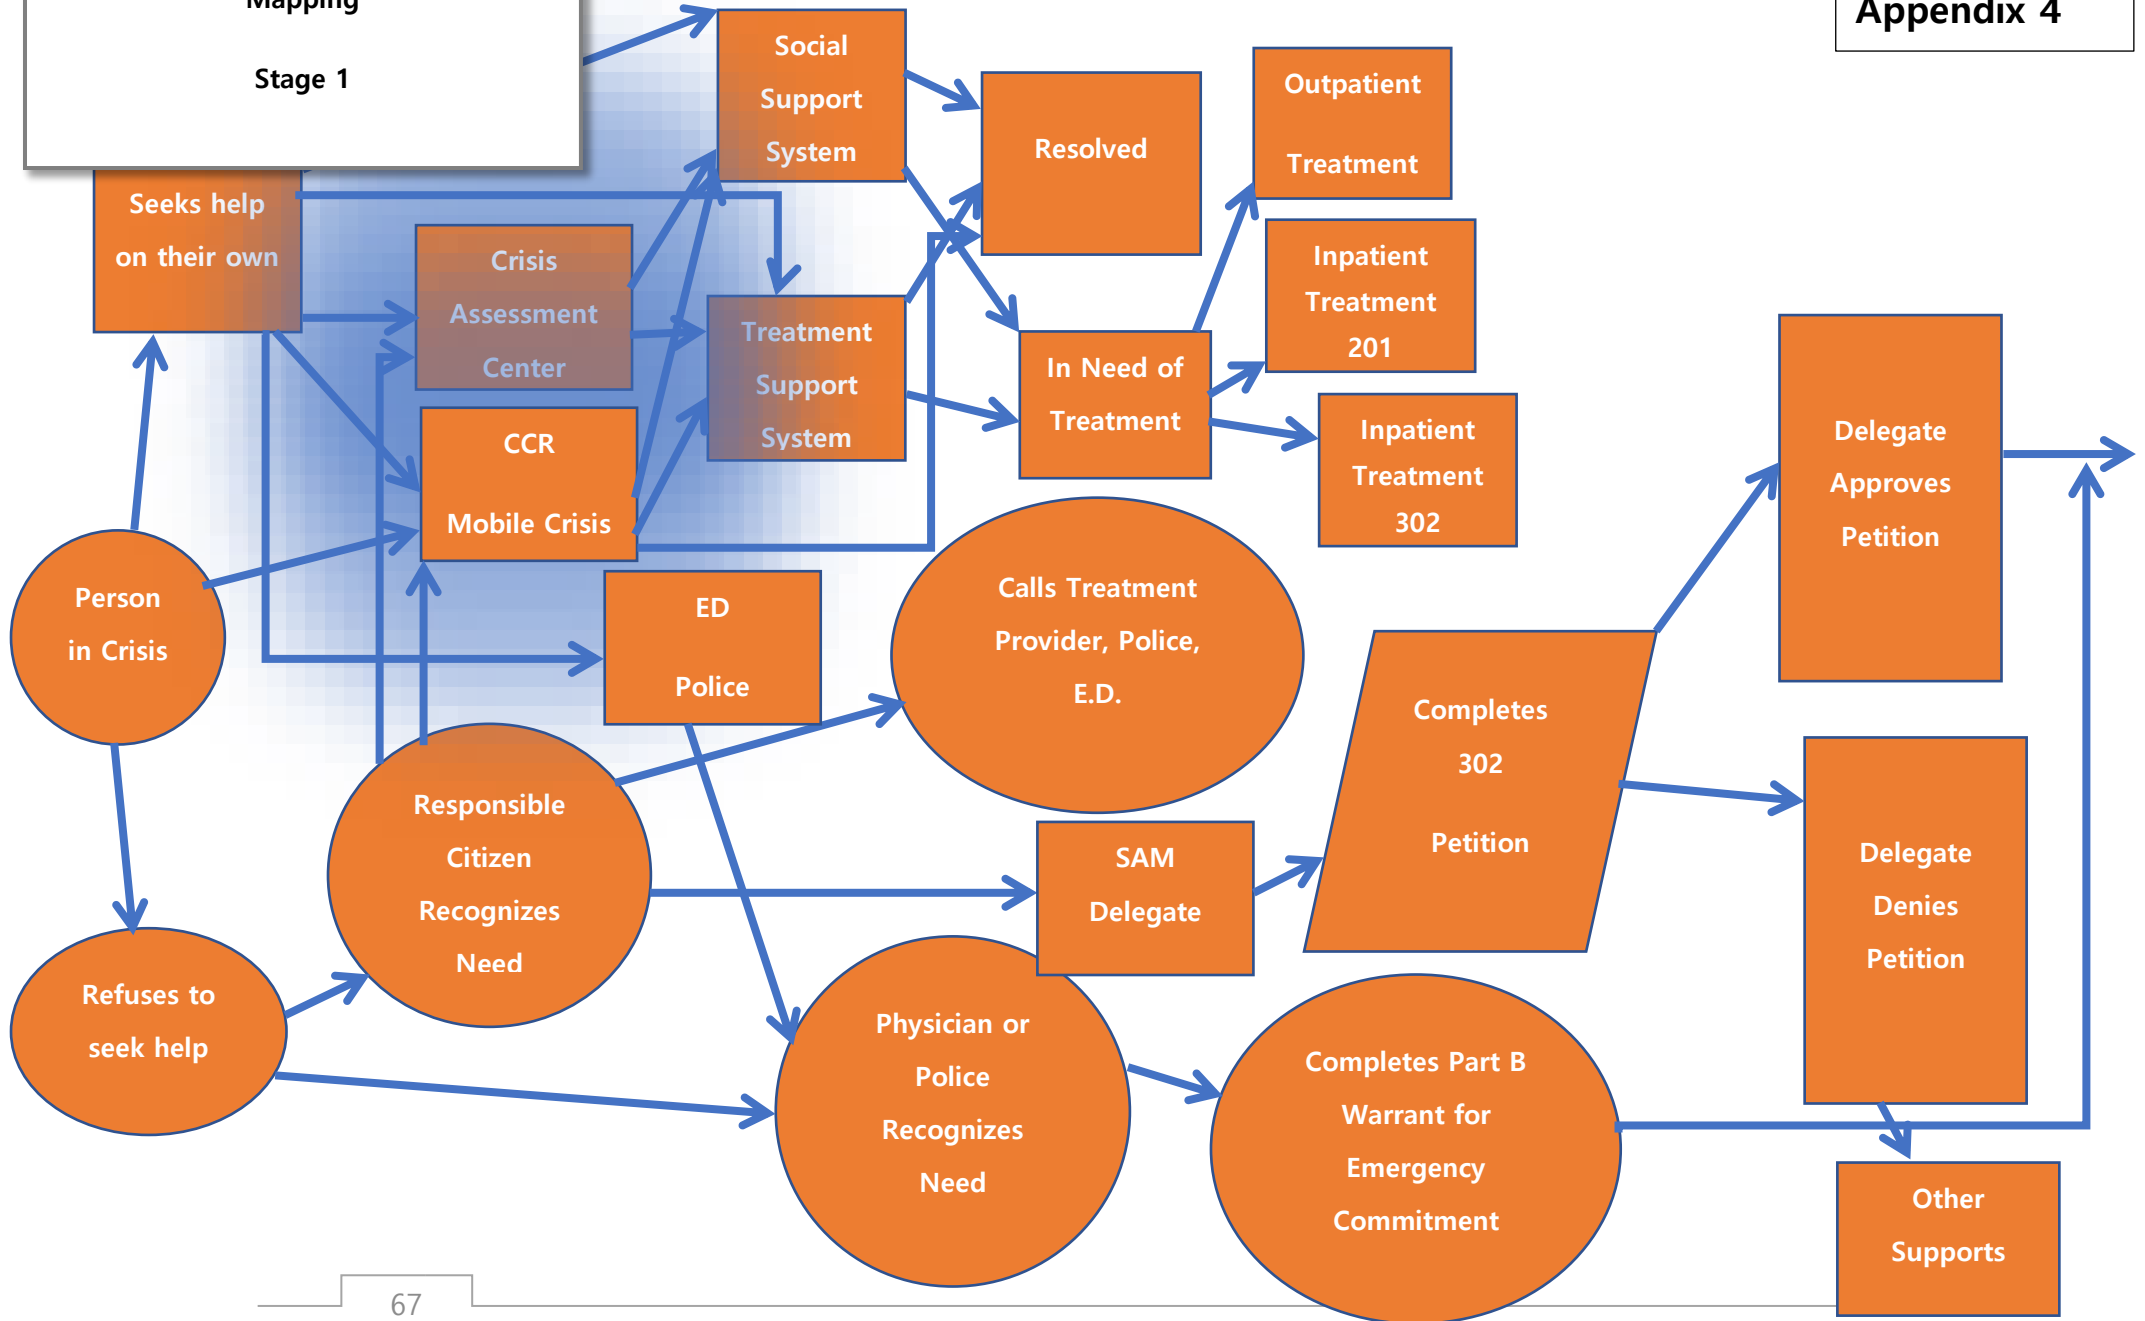 Mapping
Stage 1
Appendix 4
Social
Support
System
Resolved
Outpatient
Treatment
Seeks help
on their own
Crisis
Assessment
Center
Treatment
Support
System
Inpatient
Treatment
201
In Need of
Treatment
Inpatient
Treatment
302
CCR
Mobile Crisis
Delegate
Approves
Petition
Person
in Crisis
ED
Police
Calls Treatment
Provider, Police,
E.D.
Completes
302
Petition
Responsible
Citizen
Recognizes
Need
SAM
Delegate
Delegate
Denies
Petition
Refuses to
seek help
Physician or
Police
Recognizes
Need
Completes Part B
Warrant for
Emergency
Commitment
Other
Supports
67